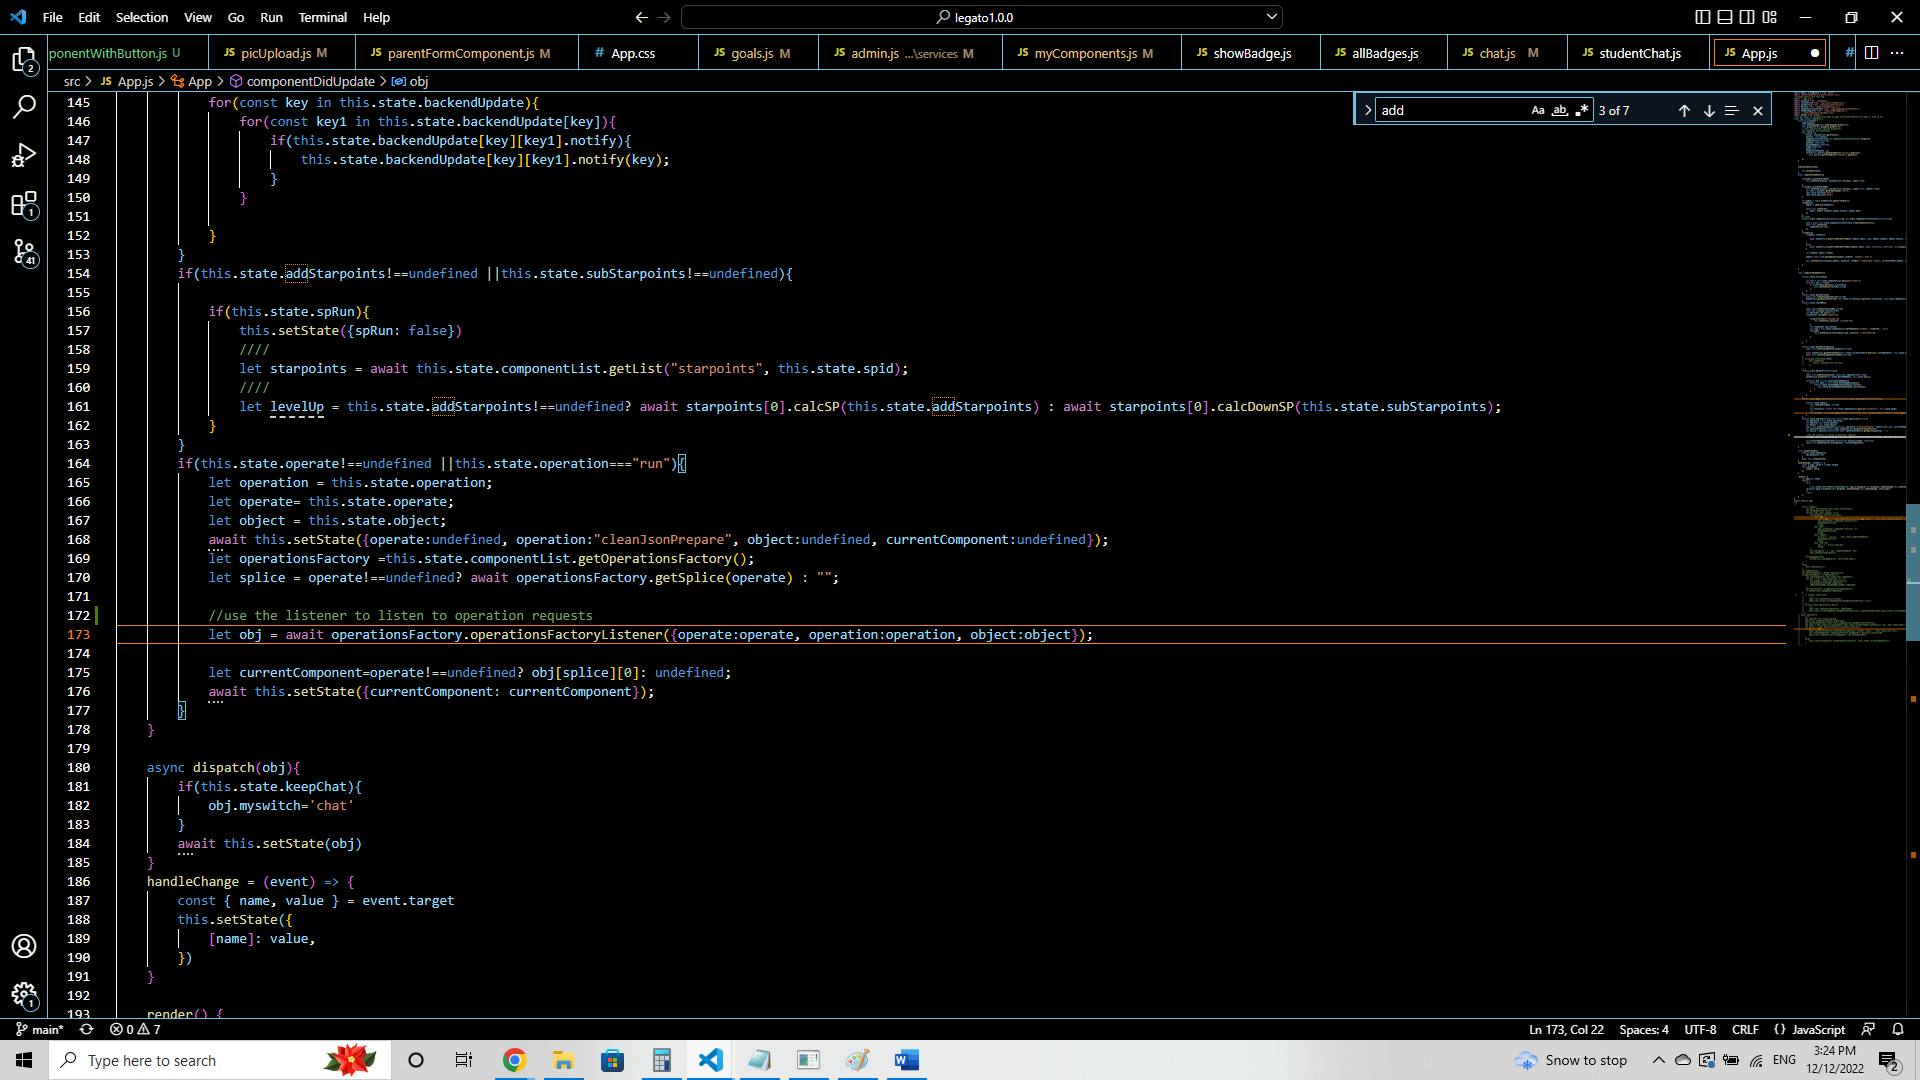 File Edit Selection View Go Run Terminal Help legato1.0.0
ponentWithButton.js U JS picUpload.js M JS parentFormComponent.js M # App.css JS goals.js M JS admin.js ...\services M JS myComponents.js M JS showBadge.js JS allBadges.js JS chat.js M JS studentChat.js JS App.js #
src > JS App.js > App > componentDidUpdate > obj
add Aa ab 3 of 7
145 for(const key in this.state.backendUpdate){
146 for(const key1 in this.state.backendUpdate[key]){
147 if(this.state.backendUpdate[key][key1].notify){
148 this.state.backendUpdate[key][key1].notify(key);
149 }
150 }
151
152 }
153 }
154 if(this.state.addStarpoints!==undefined ||this.state.subStarpoints!==undefined){
155
156 if(this.state.spRun){
157 this.setState({spRun: false})
158 ////
159 let starpoints = await this.state.componentList.getList("starpoints", this.state.spid);
160 ////
161 let levelUp = this.state.addStarpoints!==undefined? await starpoints[0].calcSP(this.state.addStarpoints) : await starpoints[0].calcDownSP(this.state.subStarpoints);
162 }
163 }
164 if(this.state.operate!==undefined ||this.state.operation==="run"){
165 let operation = this.state.operation;
166 let operate= this.state.operate;
167 let object = this.state.object;
168 await this.setState({operate:undefined, operation:"cleanJsonPrepare", object:undefined, currentComponent:undefined});
169 let operationsFactory =this.state.componentList.getOperationsFactory();
170 let splice = operate!==undefined? await operationsFactory.getSplice(operate) : "";
171
172 //use the listener to listen to operation requests
173 let obj = await operationsFactory.operationsFactoryListener({operate:operate, operation:operation, object:object});
174
175 let currentComponent=operate!==undefined? obj[splice][0]: undefined;
176 await this.setState({currentComponent: currentComponent});
177 }
178 }
179
180 async dispatch(obj){
181 if(this.state.keepChat){
182 obj.myswitch='chat'
183 }
184 await this.setState(obj)
185 }
186 handleChange = (event) => {
187 const { name, value } = event.target
188 this.setState({
189 [name]: value,
190 })
191 }
192
193 render() {
main* 0 7 Ln 173, Col 22 Spaces: 4 UTF-8 CRLF {} JavaScript
Type here to search Snow to stop ENG 3:24 PM
12/12/2022 2